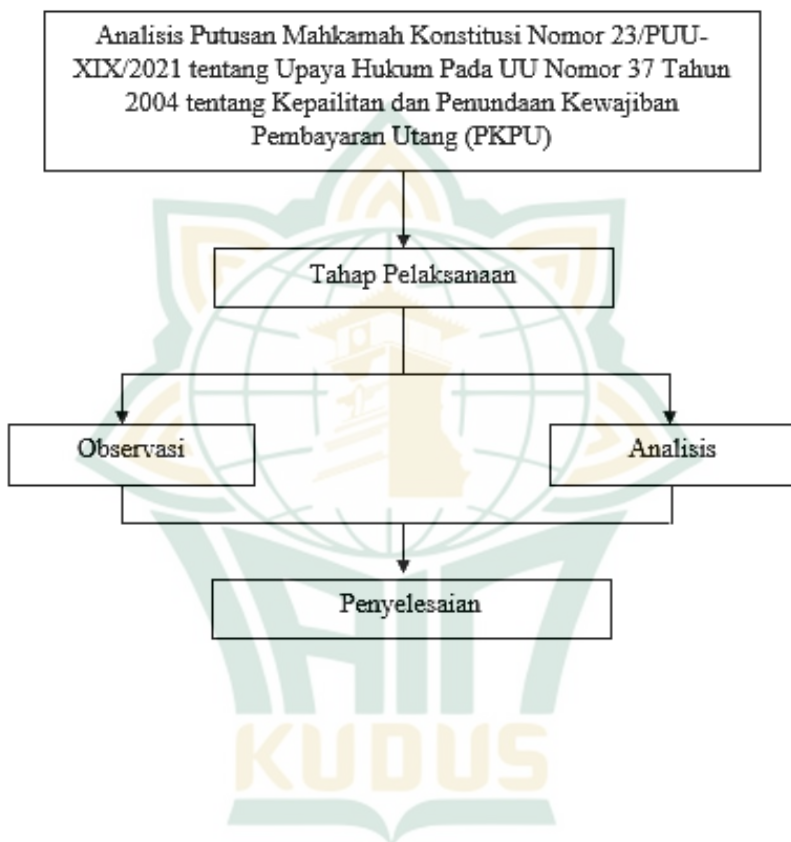 Analisis Putusan Mahkamah Konstitusi Nomor 23/PUU-
XIX/2021 tentang Upaya Hukum Pada UU Nomor 37 Tahun
2004 tentang Kepailitan dan Penundaan Kewajiban
Pembayaran Utang (PKPU)
Tahap Pelaksanaan
Observasi
Analisis
Penyelesaian
IAIN
KUDUS